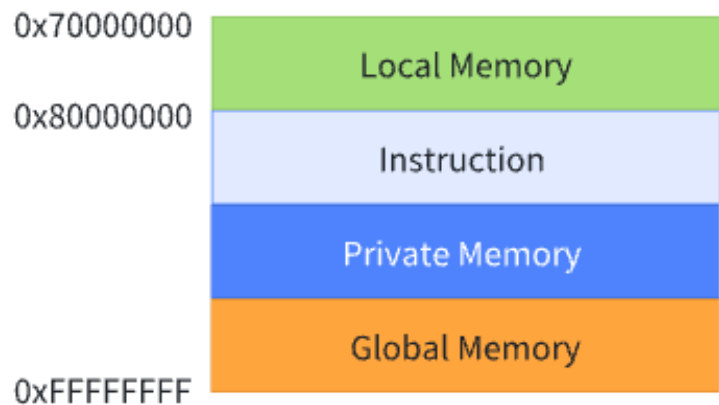 0x70000000
Local Memory
0x80000000
Instruction
Private Memory
Global Memory
0xFFFFFFFF